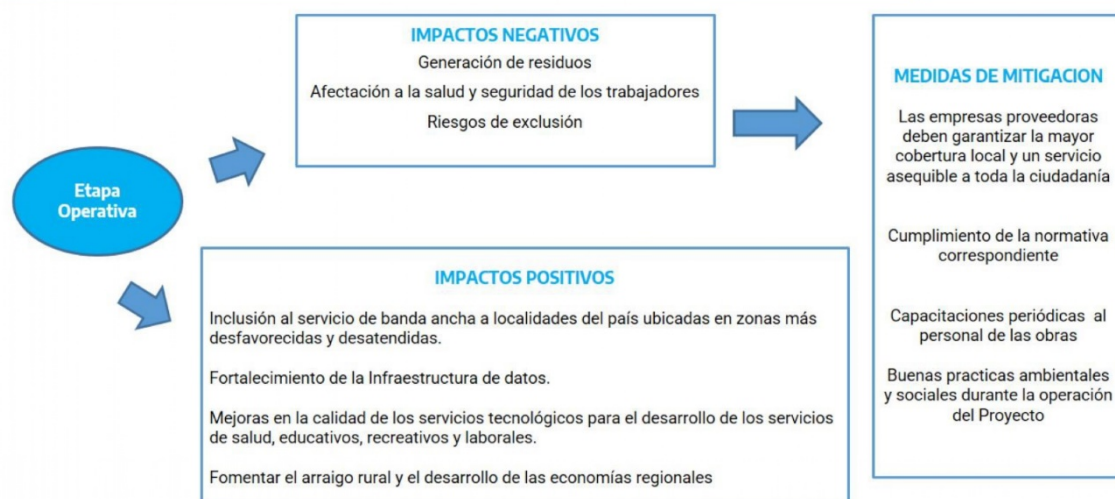 Etapa
Operativa
IMPACTOS NEGATIVOS
Generación de residuos
Afectación a la salud y seguridad de los trabajadores
Riesgos de exclusión
MEDIDAS DE MITIGACION
Las empresas proveedoras
deben garantizar la mayor
cobertura local y un servicio
asequible a toda la ciudadanía
Cumplimiento de la normativa
correspondiente
Capacitaciones periódicas al
personal de las obras
Buenas practicas ambientales
y sociales durante la operación
del Proyecto
IMPACTOS POSITIVOS
Inclusión al servicio de banda ancha a localidades del país ubicadas en zonas más
desfavorecidas y desatendidas.
Fortalecimiento de la Infraestructura de datos.
Mejoras en la calidad de los servicios tecnológicos para el desarrollo de los servicios
de salud, educativos, recreativos y laborales.
Fomentar el arraigo rural y el desarrollo de las economías regionales